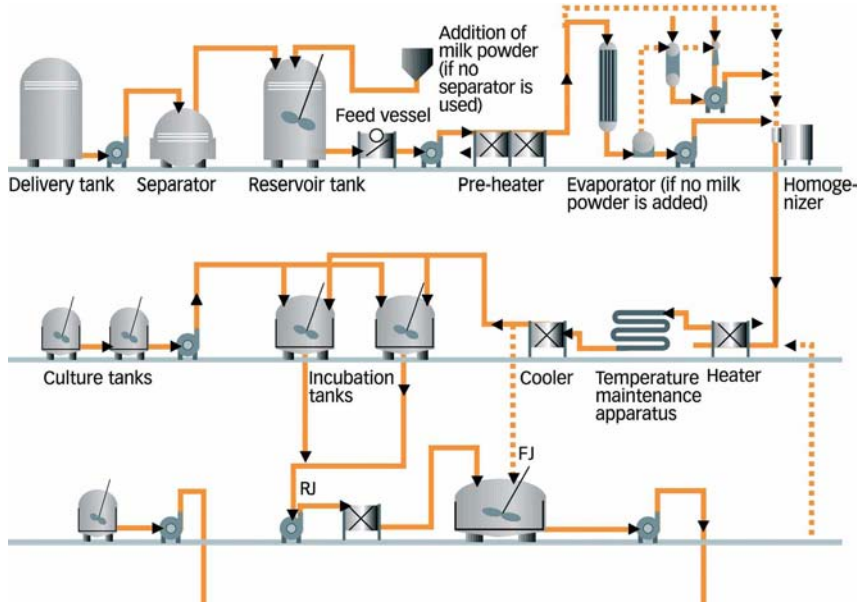 Addition of
milk powder
(if no
separator is
used)
Feed vessel
Delivery tank
Separator
Reservoir tank
Pre-heater
Evaporator (if no milk
powder is added)
Homoge-
nizer
Culture tanks
Incubation
tanks
Cooler
Temperature
maintenance
apparatus
Heater
RJ
FJ